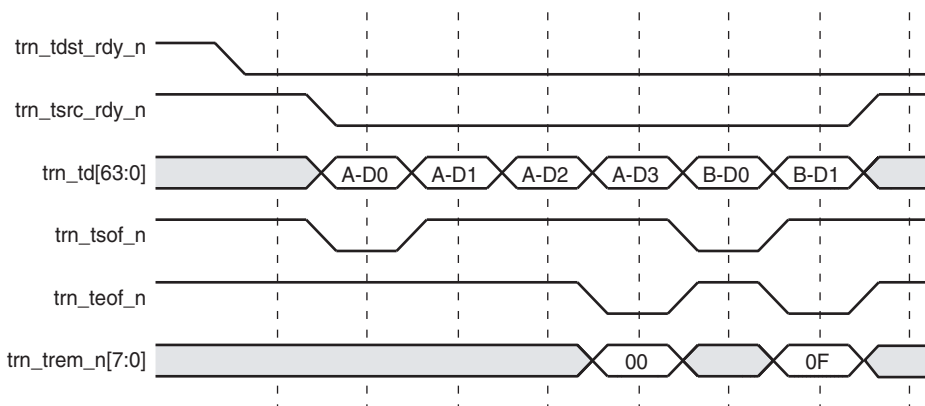 trn_tdst_rdy_n
trn_tsrc_rdy_n
trn_td[63:0] A-D0 A-D1 A-D2 A-D3 B-D0 B-D1
trn_tsof_n
trn_teof_n
trn_trem_n[7:0] 00 0F